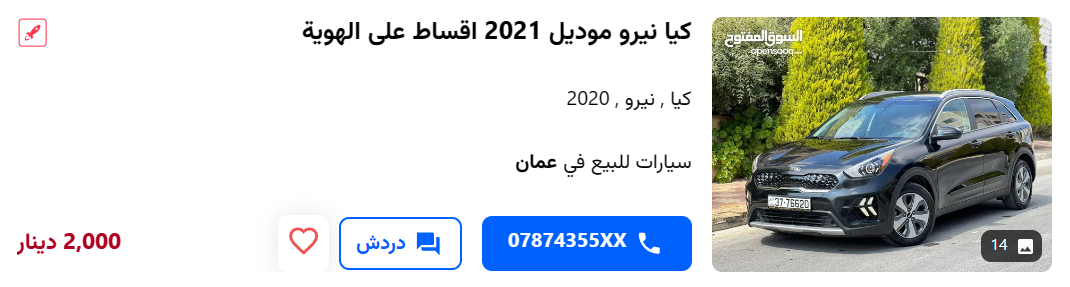 كيا نيرو موديل 2021 اقساط على الهوية
كيا , نيرو , 2020
سيارات للبيع في عمان
07874355XX
دردش
2,000 دينار
السوق المفتوح
opensooq.com
37-76620
14